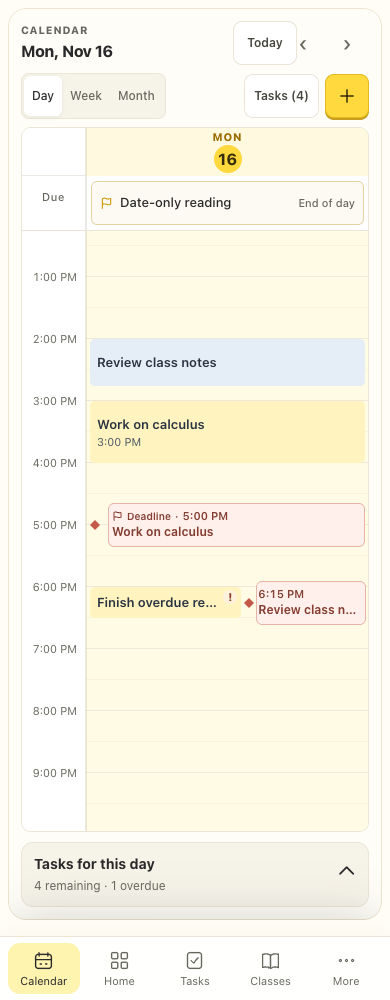 CALENDAR
Mon, Nov 16
Today
Day Week Month
Tasks (4)
MON
16
Due
Date-only reading End of day
1:00 PM
2:00 PM
Review class notes
3:00 PM
Work on calculus
3:00 PM
4:00 PM
Deadline · 5:00 PM
5:00 PM
Work on calculus
6:00 PM
6:15 PM
Finish overdue re... !
Review class n...
7:00 PM
8:00 PM
9:00 PM
Tasks for this day
4 remaining · 1 overdue
Calendar Home Tasks Classes More